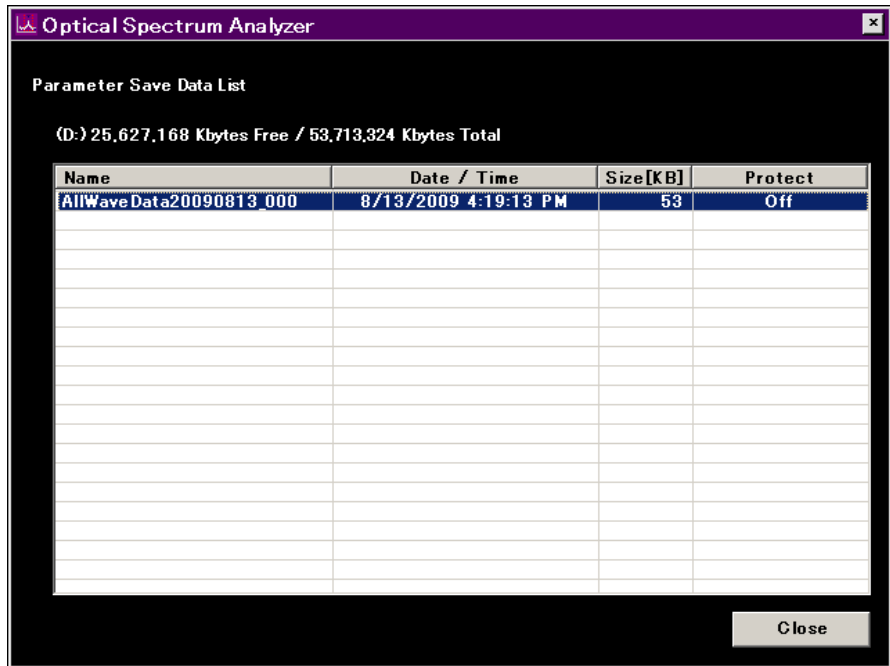 Optical Spectrum Analyzer
Parameter Save Data List
(D:) 25,627,168 Kbytes Free / 53,713,324 Kbytes Total
Name Date / Time Size[KB] Protect
AllWaveData20090813_000 8/13/2009 4:19:13 PM 53 Off
Close